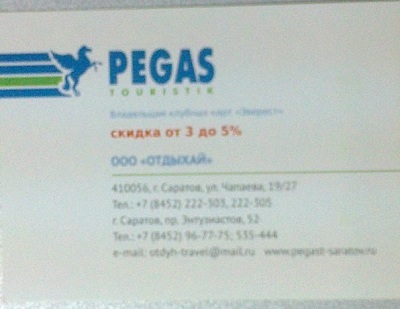 PEGAS
TOURISTIK
Владельцам клубных карт «Эверест»
скидка от 3 до 5%
ООО «ОТДЫХАЙ»
410056, г. Саратов, ул. Чапаева, 19/27
Тел.: +7 (8452) 222-303, 222-305
г. Саратов, пр. Энтузиастов, 52
Тел.: +7 (8452) 96-77-75; 535-444
e-mail: otdyh-travel@mail.ru www.pegast-saratov.ru